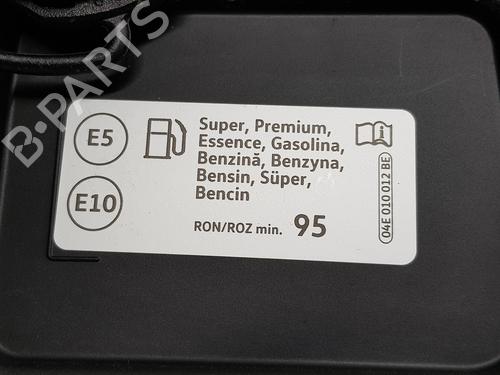 B-PARTS
E5
E10
Super, Premium,
Essence, Gasolina,
Benzină, Benzyna,
Bensin, Süper,
Bencin
RON/ROZ min. 95
04E 010 012 BE